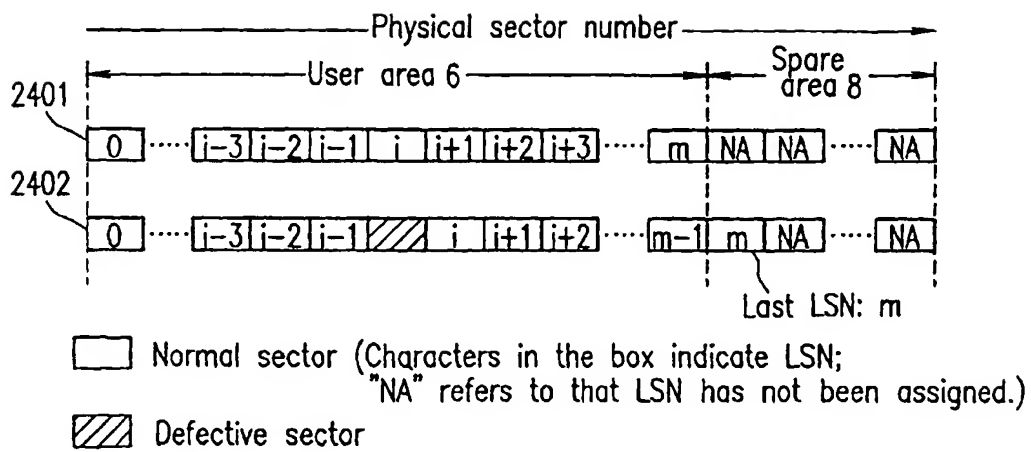 Physical sector number
User area 6
Spare
area 8
2401
0 ····· i-3 i-2 i-1 i i+1 i+2 i+3 ····· m NA NA ····· NA
2402
0 ····· i-3 i-2 i-1 i i+1 i+2 ····· m-1 m NA ····· NA
Last LSN: m
Normal sector (Characters in the box indicate LSN;
"NA" refers to that LSN has not been assigned.)
Defective sector